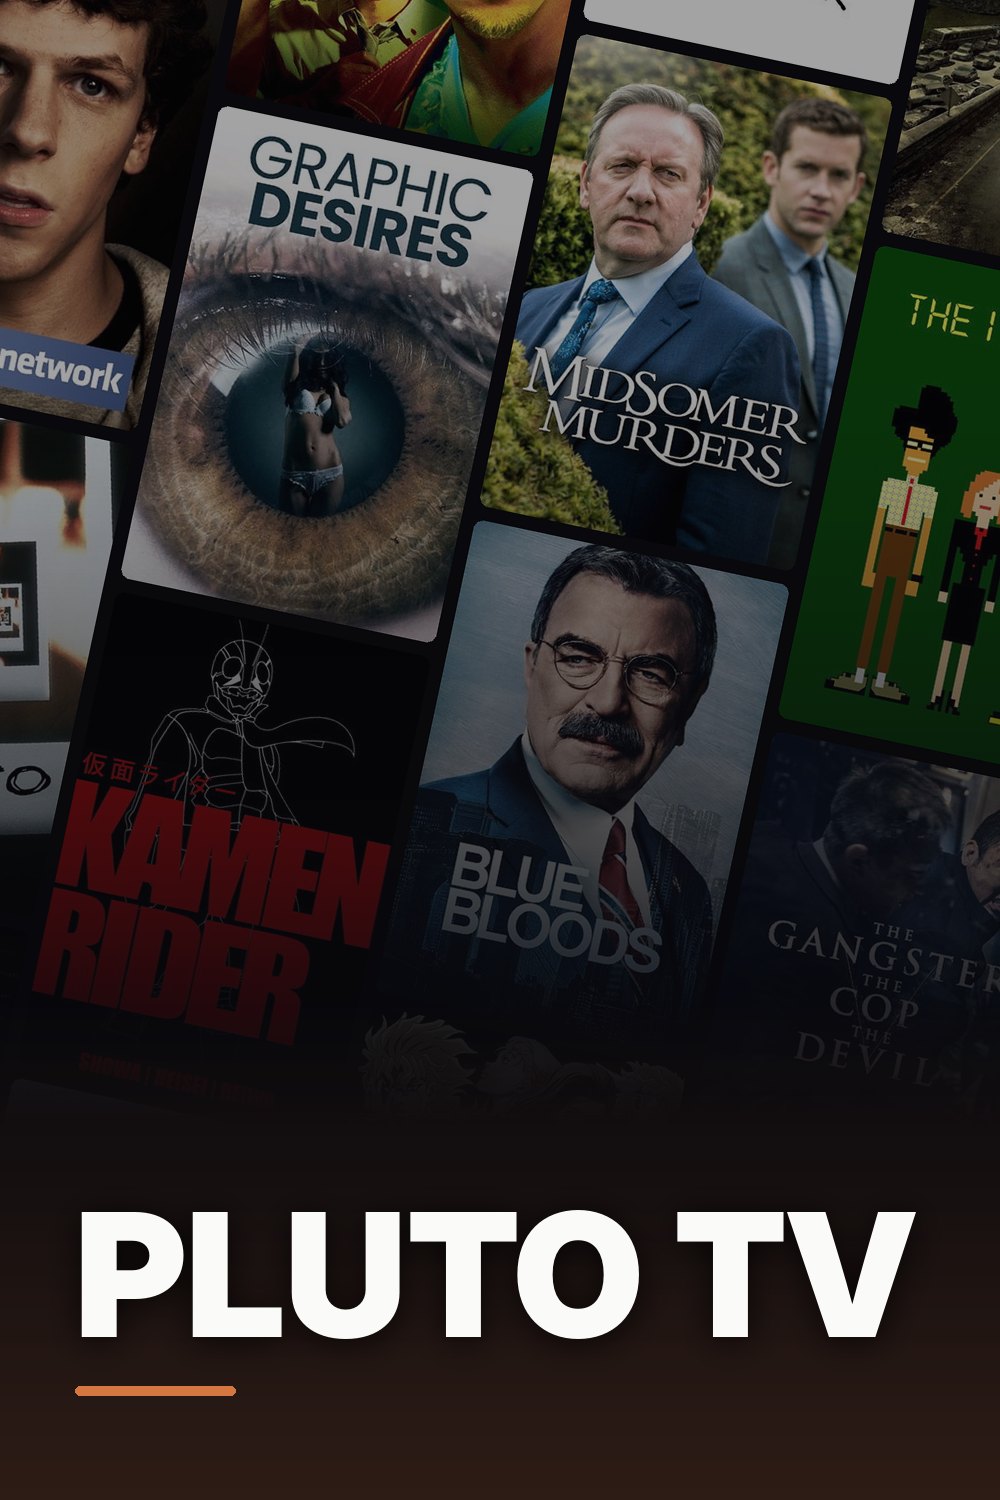 GRAPHIC
DESIRES
network
MIDSOMER
MURDERS
THE I
仮面ライダー
KAMEN
RIDER
BLUE
BLOODS
THE
GANGSTER
THE
COP
THE
DEVIL
PLUTO TV